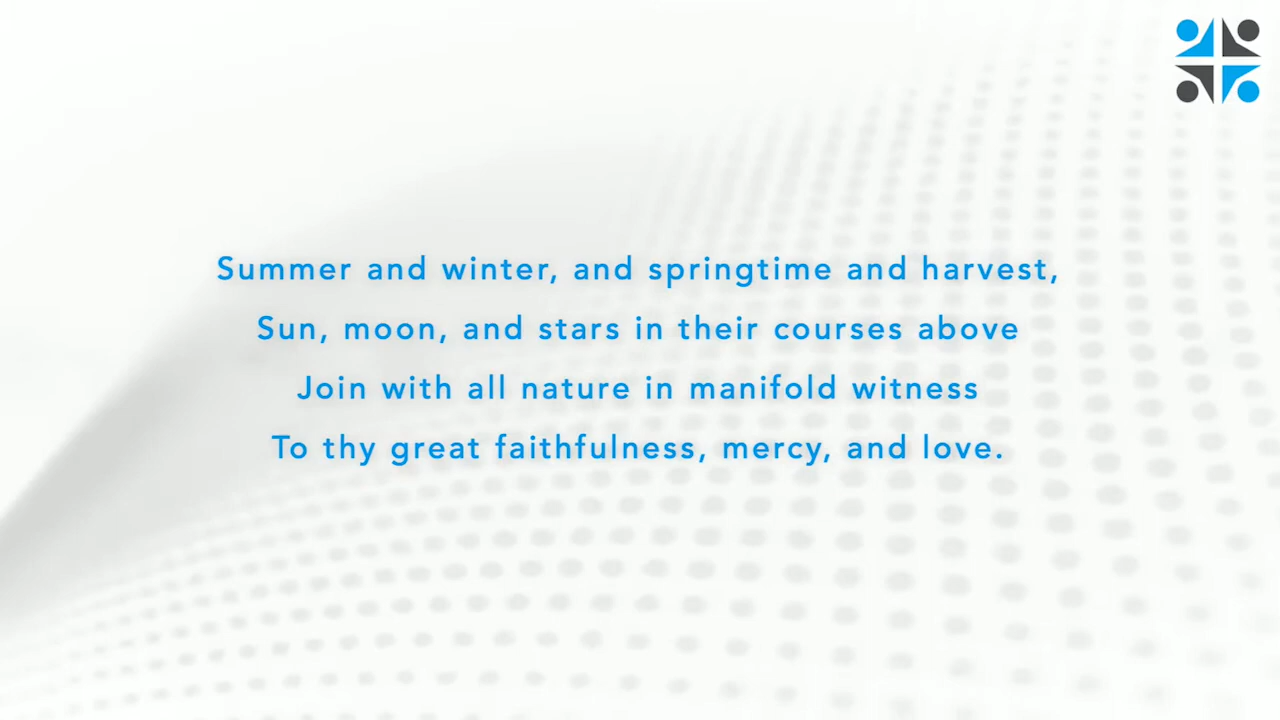 Summer and winter, and springtime and harvest,
Sun, moon, and stars in their courses above
Join with all nature in manifold witness
To thy great faithfulness, mercy, and love.